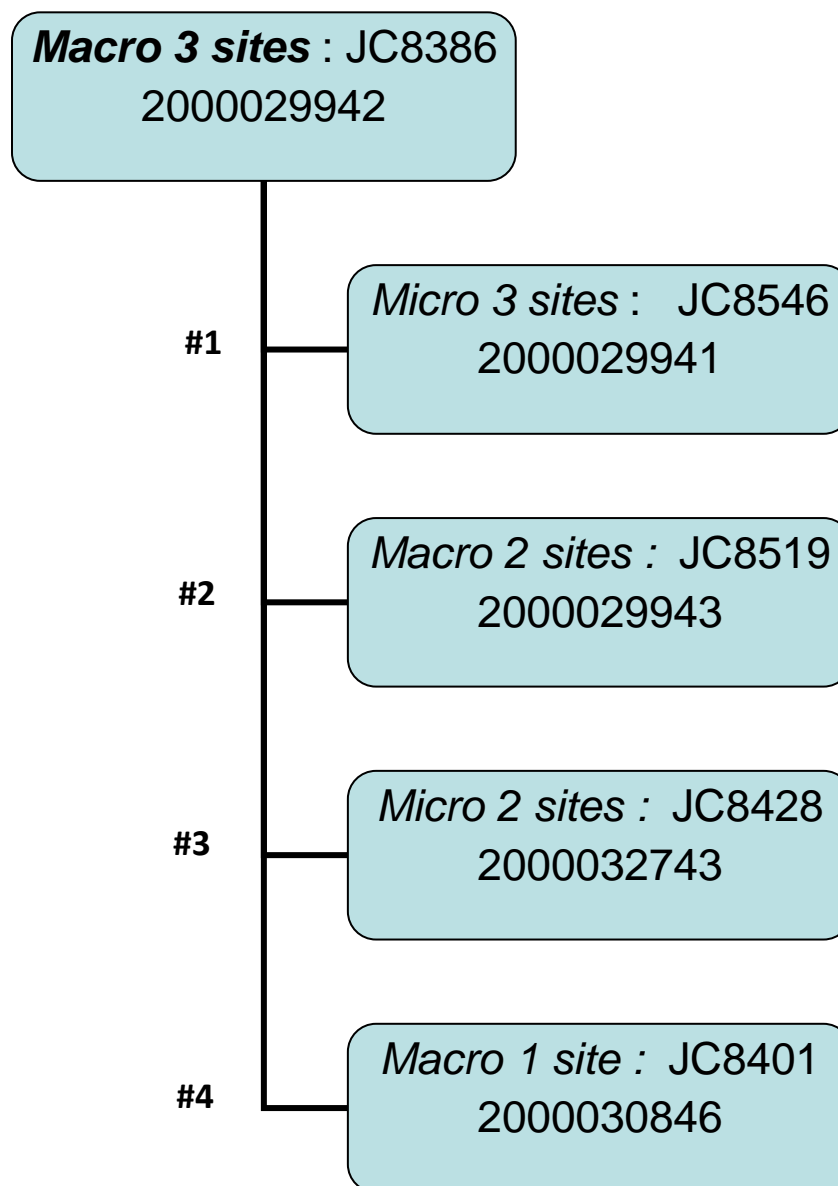 Macro 3 sites : JC8386
2000029942
#1
Micro 3 sites : JC8546
2000029941
#2
Macro 2 sites : JC8519
2000029943
#3
Micro 2 sites : JC8428
2000032743
#4
Macro 1 site : JC8401
2000030846